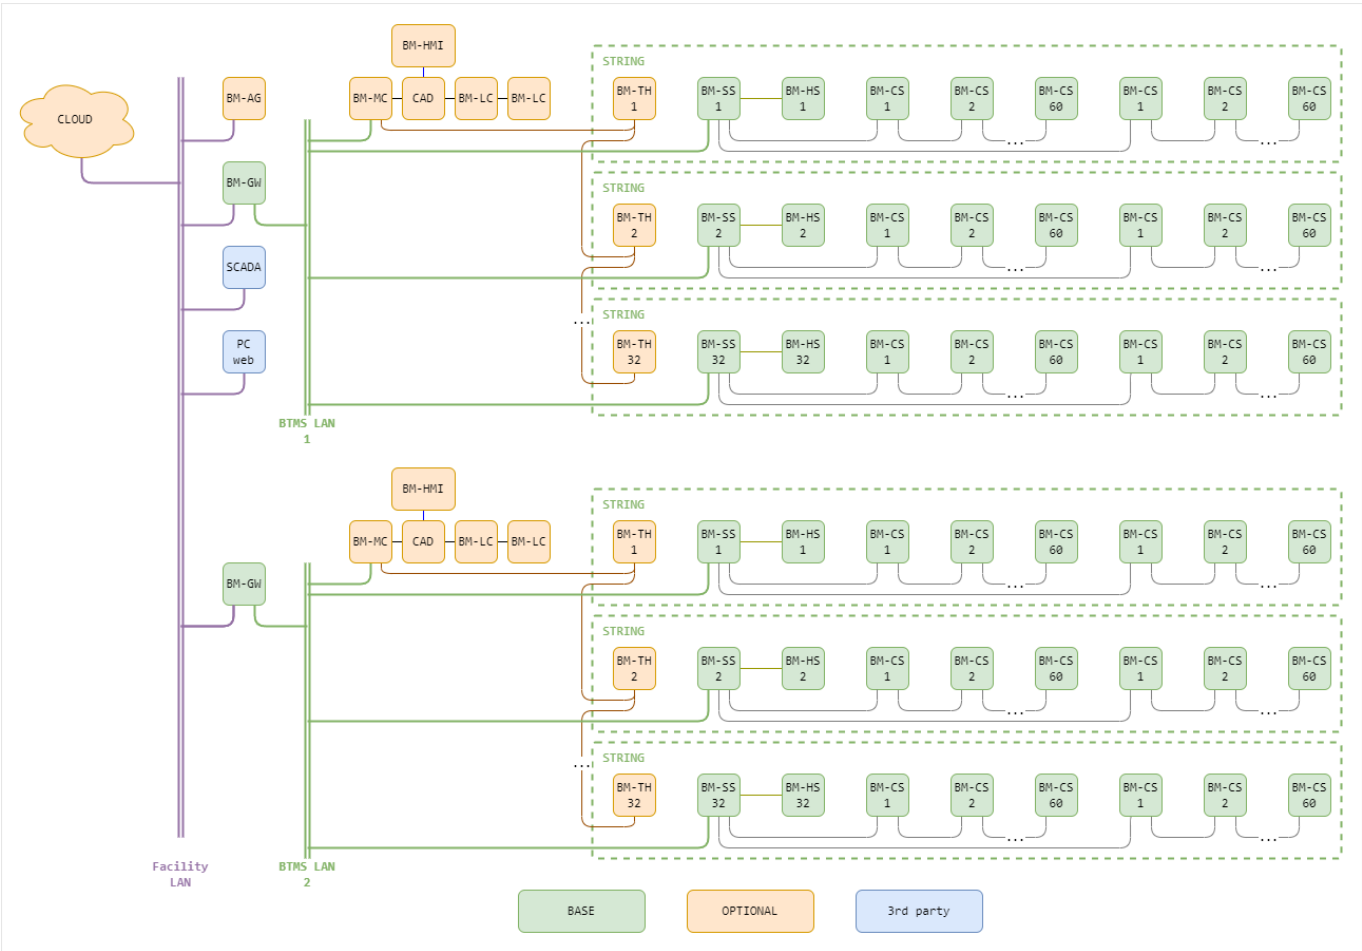 BM-HMI
CLOUD
BM-AG
BM-MC
CAD
BM-LC
BM-LC
STRING
BM-TH
1
BM-SS
1
BM-HS
1
BM-CS
1
BM-CS
2
...
BM-CS
60
BM-CS
1
BM-CS
2
...
BM-CS
60
BM-GW
STRING
BM-TH
2
BM-SS
2
BM-HS
2
BM-CS
1
BM-CS
2
...
BM-CS
60
BM-CS
1
BM-CS
2
...
BM-CS
60
SCADA
...
PC
web
STRING
BM-TH
32
BM-SS
32
BM-HS
32
BM-CS
1
BM-CS
2
...
BM-CS
60
BM-CS
1
BM-CS
2
...
BM-CS
60
BTMS LAN
1
BM-HMI
BM-MC
CAD
BM-LC
BM-LC
STRING
BM-TH
1
BM-SS
1
BM-HS
1
BM-CS
1
BM-CS
2
...
BM-CS
60
BM-CS
1
BM-CS
2
...
BM-CS
60
BM-GW
STRING
BM-TH
2
BM-SS
2
BM-HS
2
BM-CS
1
BM-CS
2
...
BM-CS
60
BM-CS
1
BM-CS
2
...
BM-CS
60
...
STRING
BM-TH
32
BM-SS
32
BM-HS
32
BM-CS
1
BM-CS
2
...
BM-CS
60
BM-CS
1
BM-CS
2
...
BM-CS
60
Facility
LAN
BTMS LAN
2
BASE
OPTIONAL
3rd party